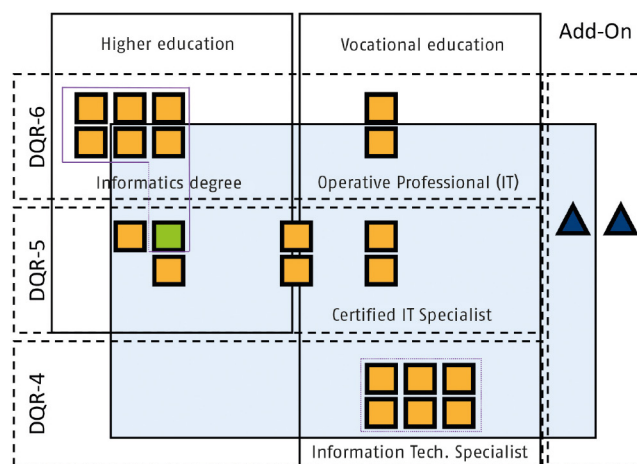 Higher education
Vocational education
Add-On
DQR-6
Informatics degree
Operative Professional (IT)
DQR-5
Certified IT Specialist
DQR-4
Information Tech. Specialist